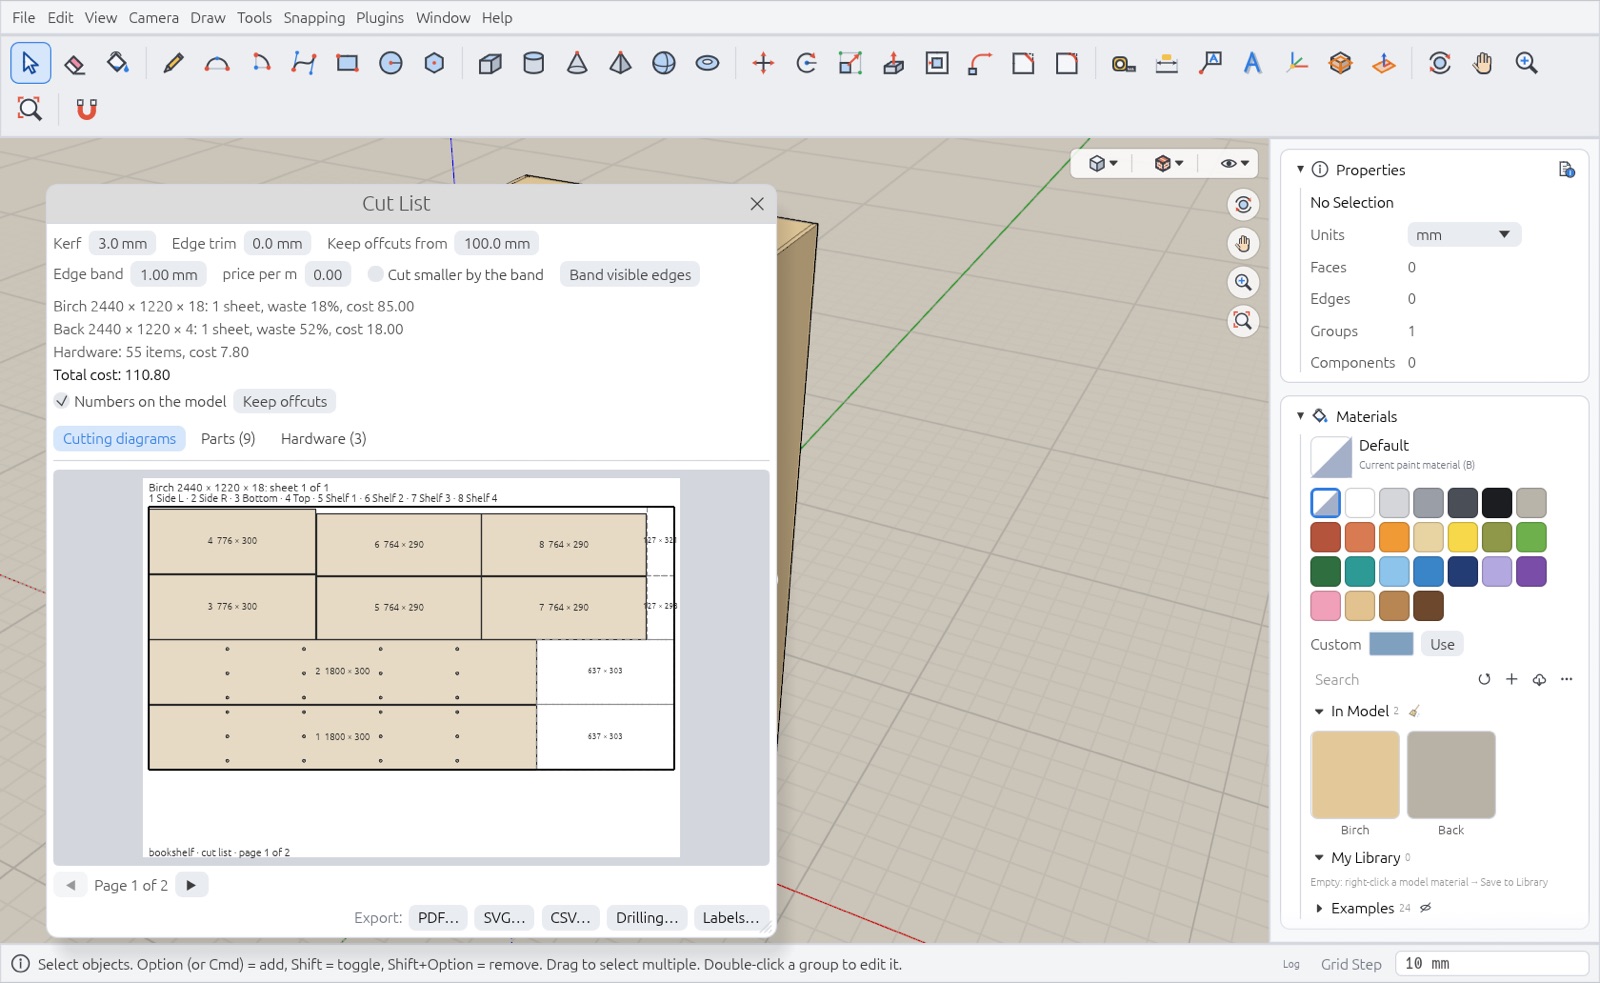 File Edit View Camera Draw Tools Snapping Plugins Window Help
Cut List
Kerf 3.0 mm Edge trim 0.0 mm Keep offcuts from 100.0 mm
Edge band 1.00 mm price per m 0.00 Cut smaller by the band Band visible edges
Birch 2440 × 1220 × 18: 1 sheet, waste 18%, cost 85.00
Back 2440 × 1220 × 4: 1 sheet, waste 52%, cost 18.00
Hardware: 55 items, cost 7.80
Total cost: 110.80
Numbers on the model Keep offcuts
Cutting diagrams Parts (9) Hardware (3)
Birch 2440 × 1220 × 18: sheet 1 of 1
1 Side L · 2 Side R · 3 Bottom · 4 Top · 5 Shelf 1 · 6 Shelf 2 · 7 Shelf 3 · 8 Shelf 4
4 776 × 300
6 764 × 290
8 764 × 290
3 776 × 300
5 764 × 290
7 764 × 290
2 1800 × 300
637 × 303
1 1800 × 300
637 × 303
bookshelf · cut list · page 1 of 2
Page 1 of 2
Export: PDF... SVG... CSV... Drilling... Labels...
Properties
No Selection
Units mm
Faces 0
Edges 0
Groups 1
Components 0
Materials
Default
Current paint material (B)
Custom Use
Search
In Model 2
Birch Back
My Library 0
Empty: right-click a model material → Save to Library
Examples 24
Select objects. Option (or Cmd) = add, Shift = toggle, Shift+Option = remove. Drag to select multiple. Double-click a group to edit it.
Log Grid Step 10 mm